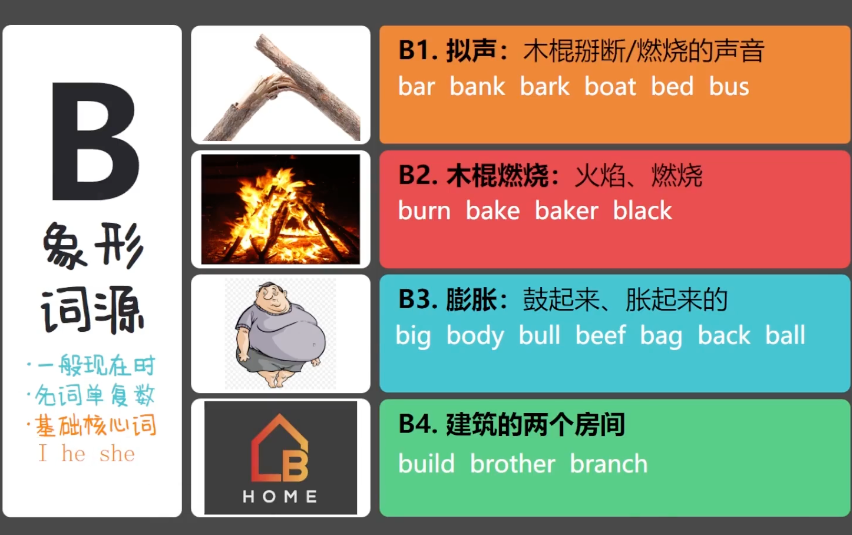 B
象形
词源
·一般现在时
·名词单复数
·基础核心词
I he she
B1. 拟声：木棍掰断/燃烧的声音
bar bank bark boat bed bus
B2. 木棍燃烧：火焰、燃烧
burn bake baker black
B3. 膨胀：鼓起来、胀起来的
big body bull beef bag back ball
B
HOME
B4. 建筑的两个房间
build brother branch